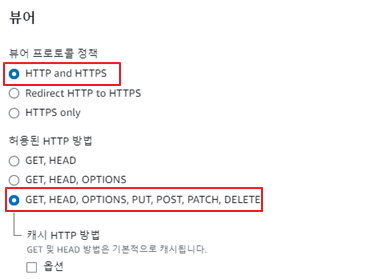 뷰어
뷰어 프로토콜 정책
HTTP and HTTPS
Redirect HTTP to HTTPS
HTTPS only
허용된 HTTP 방법
GET, HEAD
GET, HEAD, OPTIONS
GET, HEAD, OPTIONS, PUT, POST, PATCH, DELETE
캐시 HTTP 방법
GET 및 HEAD 방법은 기본적으로 캐시됩니다.
옵션